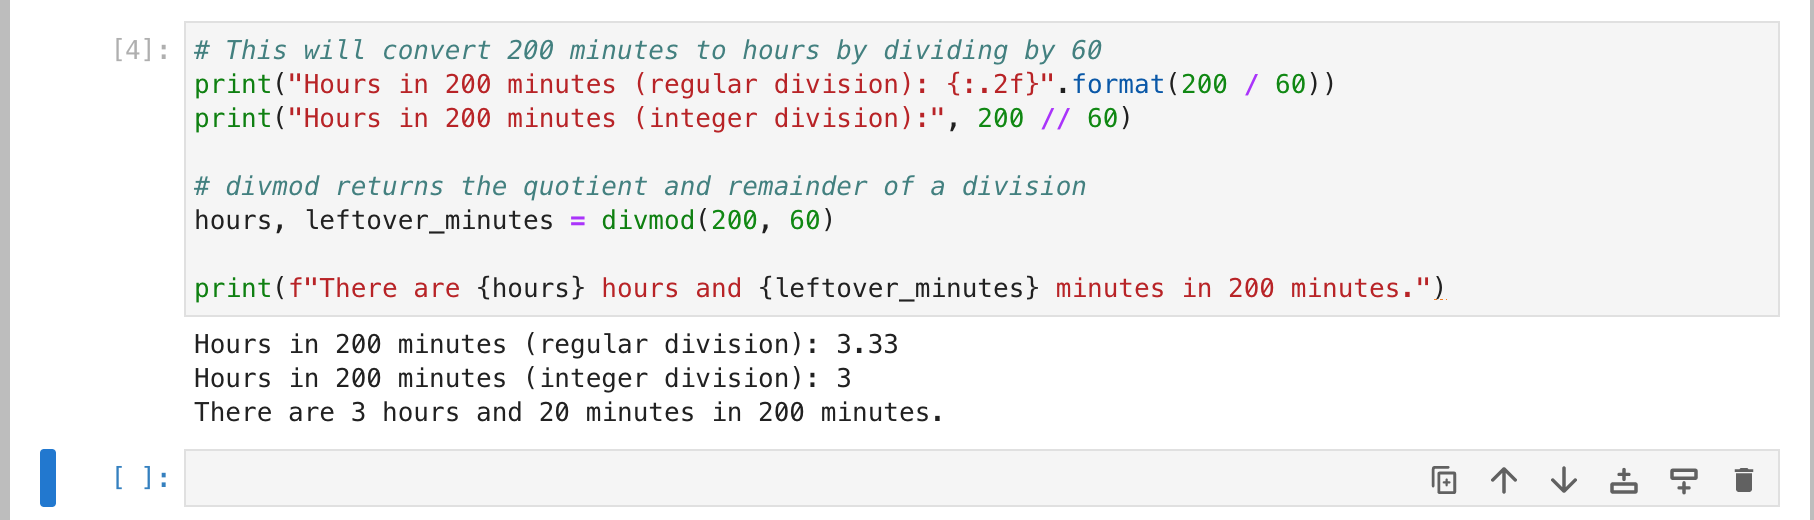 [4]: # This will convert 200 minutes to hours by dividing by 60
print("Hours in 200 minutes (regular division): {:.2f}".format(200 / 60))
print("Hours in 200 minutes (integer division):", 200 // 60)
# divmod returns the quotient and remainder of a division
hours, leftover_minutes = divmod(200, 60)
print(f"There are {hours} hours and {leftover_minutes} minutes in 200 minutes.")
Hours in 200 minutes (regular division): 3.33
Hours in 200 minutes (integer division): 3
There are 3 hours and 20 minutes in 200 minutes.
[ ]: